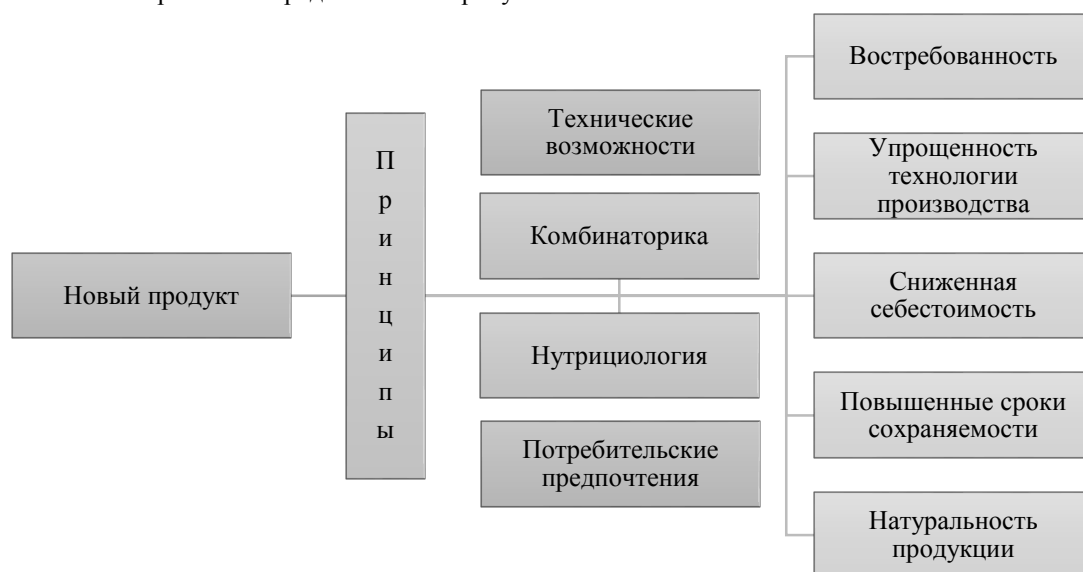 Новый продукт
П
р
и
н
ц
и
п
ы
Технические
возможности
Комбинаторика
Нутрициология
Потребительские
предпочтения
Востребованность
Упрощенность
технологии
производства
Сниженная
себестоимость
Повышенные сроки
сохраняемости
Натуральность
продукции